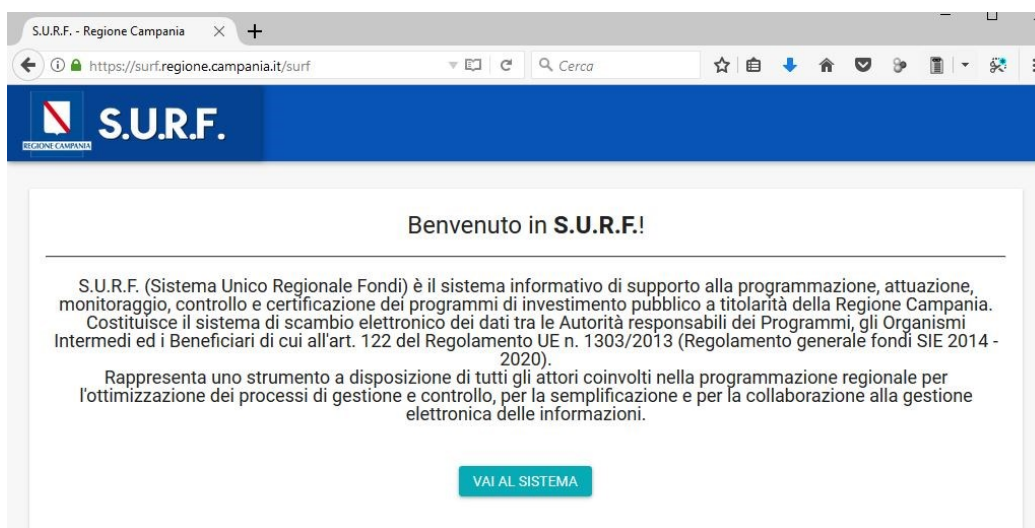 S.U.R.F. - Regione Campania
https://surf.regione.campania.it/surf
Cerca
REGIONE CAMPANIA
S.U.R.F.
Benvenuto in S.U.R.F.!
S.U.R.F. (Sistema Unico Regionale Fondi) è il sistema informativo di supporto alla programmazione, attuazione,
monitoraggio, controllo e certificazione dei programmi di investimento pubblico a titolarità della Regione Campania.
Costituisce il sistema di scambio elettronico dei dati tra le Autorità responsabili dei Programmi, gli Organismi
Intermedi ed i Beneficiari di cui all'art. 122 del Regolamento UE n. 1303/2013 (Regolamento generale fondi SIE 2014 -
2020).
Rappresenta uno strumento a disposizione di tutti gli attori coinvolti nella programmazione regionale per
l'ottimizzazione dei processi di gestione e controllo, per la semplificazione e per la collaborazione alla gestione
elettronica delle informazioni.
VAI AL SISTEMA